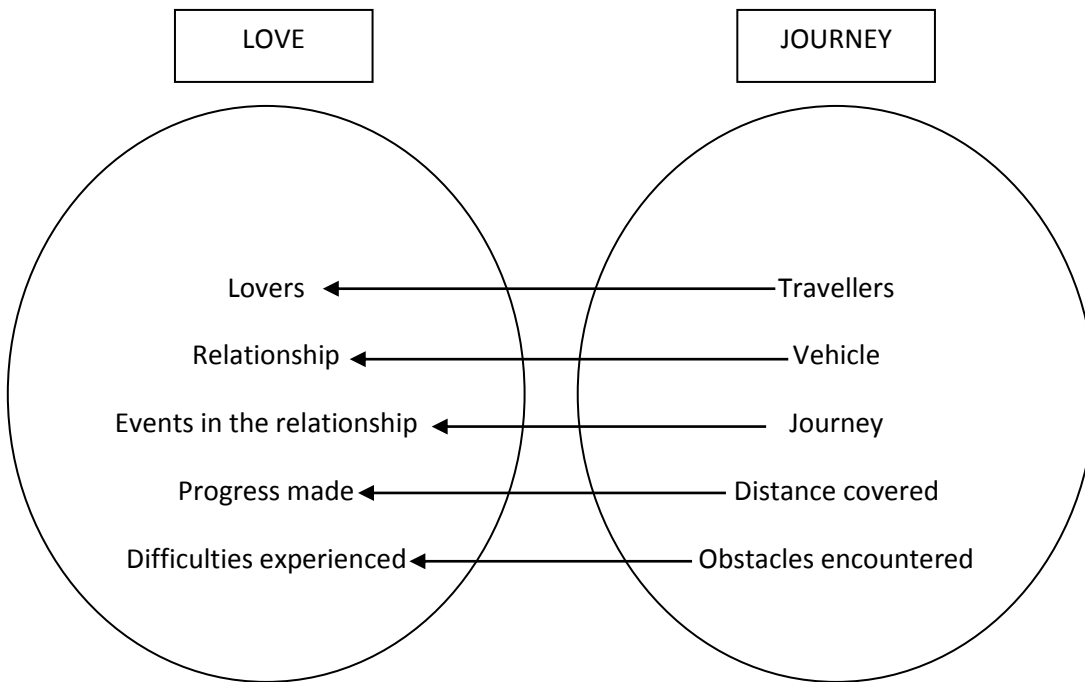 LOVE JOURNEY
Lovers Travellers
Relationship Vehicle
Events in the relationship Journey
Progress made Distance covered
Difficulties experienced Obstacles encountered